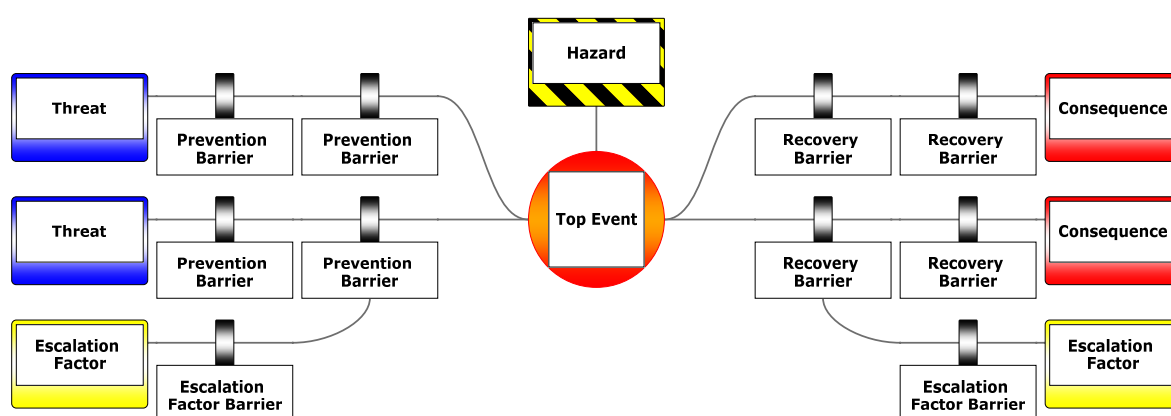 Hazard
Threat
Prevention
Barrier
Prevention
Barrier
Recovery
Barrier
Recovery
Barrier
Consequence
Top Event
Threat
Prevention
Barrier
Prevention
Barrier
Recovery
Barrier
Recovery
Barrier
Consequence
Escalation
Factor
Escalation
Factor Barrier
Escalation
Factor Barrier
Escalation
Factor